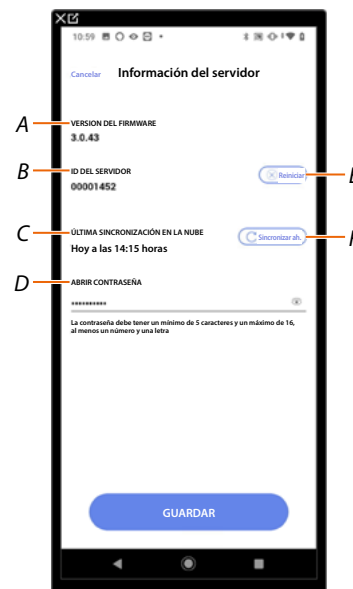 10:59
Cancelar Información del servidor
A VERSION DEL FIRMWARE
3.0.43
B ID DEL SERVIDOR
Reiniciar
00001452
C ÚLTIMA SINCRONIZACIÓN EN LA NUBE
Sincronizar ah.
Hoy a las 14:15 horas
D ABRIR CONTRASEÑA
**********
La contraseña debe tener un mínimo de 5 caracteres y un máximo de 16,
al menos un número y una letra
GUARDAR